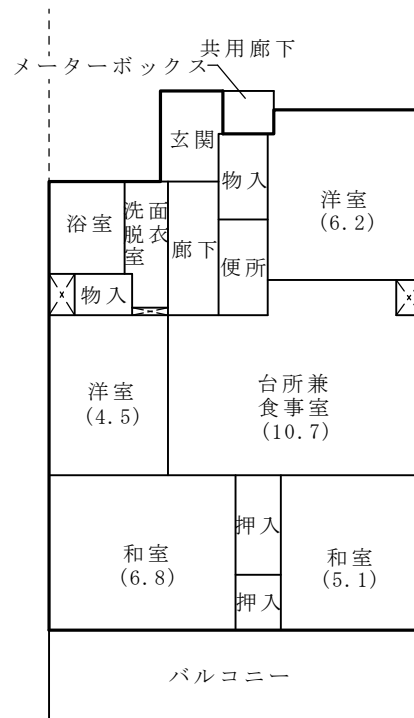 共用廊下
メーターボックス
玄関
物入
洋室
(6.2)
浴室
洗面
脱衣
室
廊下
便所
物入
洋室
(4.5)
台所兼
食事室
(10.7)
押入
和室
(6.8)
和室
(5.1)
押入
バルコニー